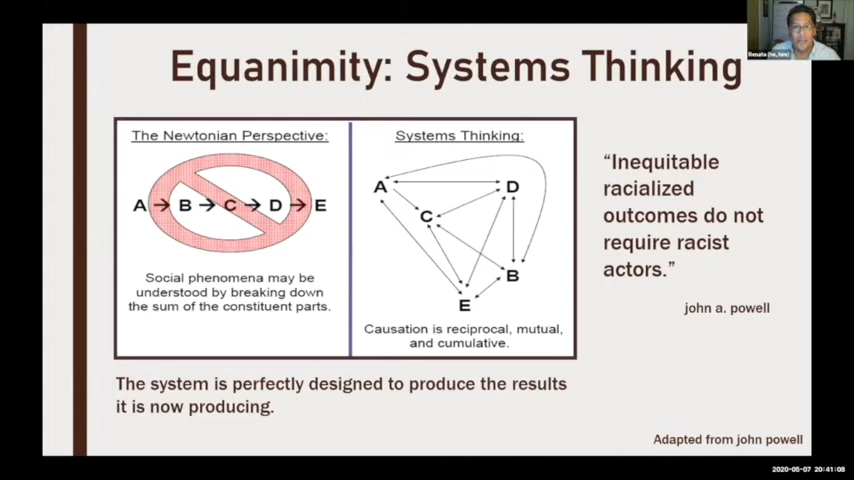 Equanimity: Systems Thinking
The Newtonian Perspective:
A → B → C → D → E
Social phenomena may be
understood by breaking down
the sum of the constituent parts.
Systems Thinking:
A
D
C
B
E
Causation is reciprocal, mutual,
and cumulative.
“Inequitable
racialized
outcomes do not
require racist
actors.”
john a. powell
The system is perfectly designed to produce the results
it is now producing.
Adapted from john powell
Renato (he, him)
2020-05-07 20:41:08